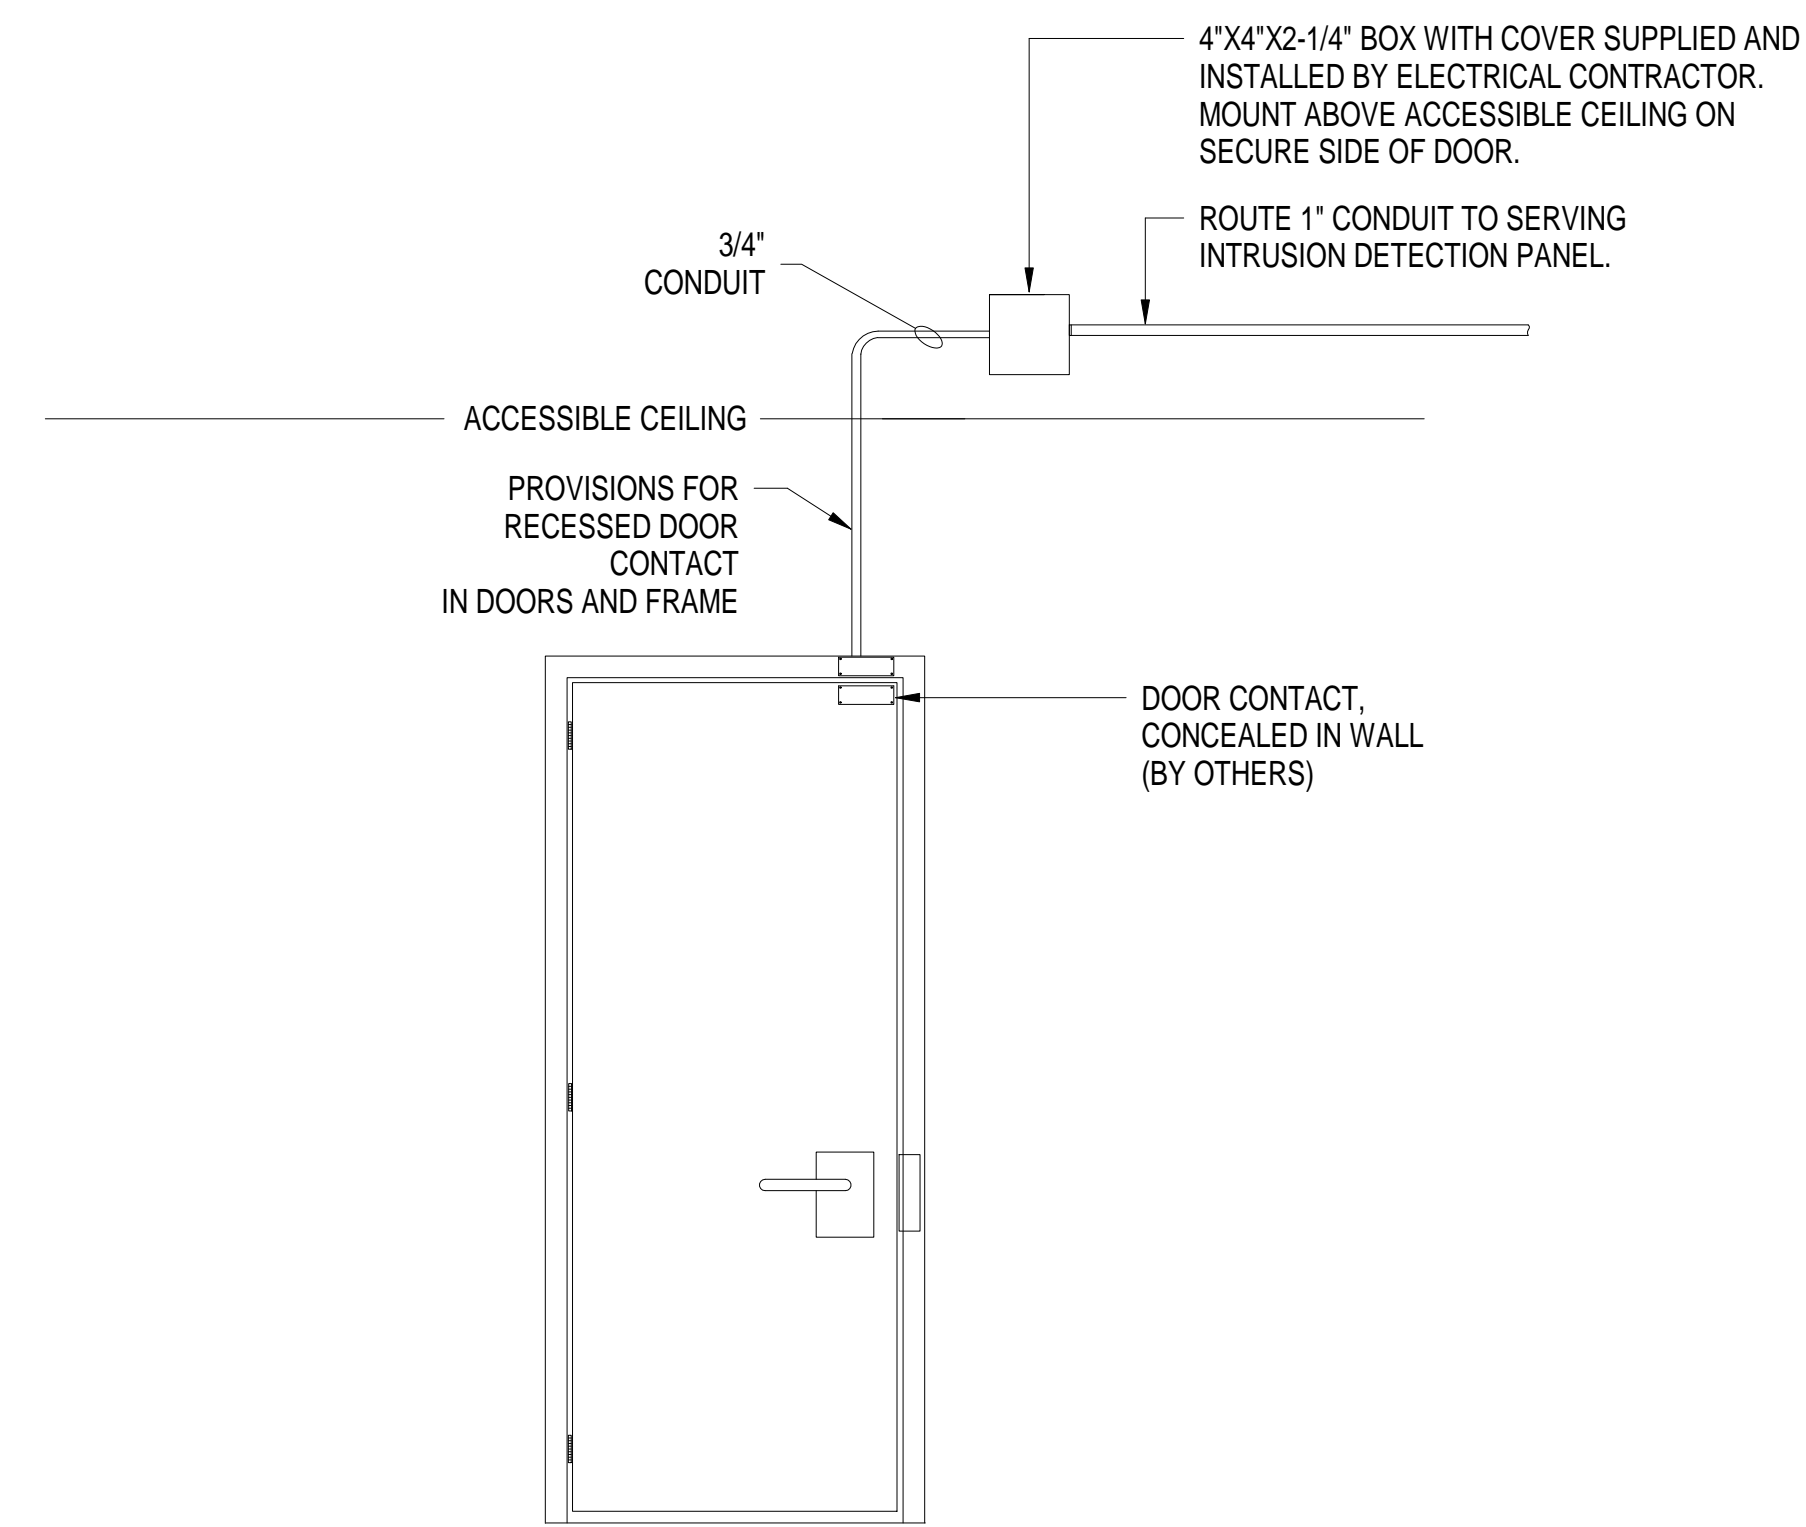 4"X4"X2-1/4" BOX WITH COVER SUPPLIED AND
INSTALLED BY ELECTRICAL CONTRACTOR.
MOUNT ABOVE ACCESSIBLE CEILING ON
SECURE SIDE OF DOOR.
ROUTE 1" CONDUIT TO SERVING
INTRUSION DETECTION PANEL.
3/4"
CONDUIT
ACCESSIBLE CEILING
PROVISIONS FOR
RECESSED DOOR
CONTACT
IN DOORS AND FRAME
DOOR CONTACT,
CONCEALED IN WALL
(BY OTHERS)